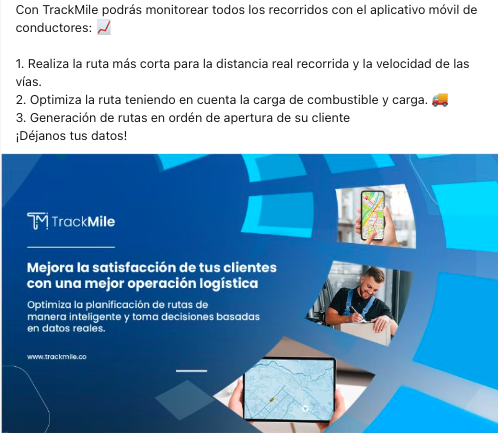 Con TrackMile podrás monitorear todos los recorridos con el aplicativo móvil de
conductores: 📈
1. Realiza la ruta más corta para la distancia real recorrida y la velocidad de las
vías.
2. Optimiza la ruta teniendo en cuenta la carga de combustible y carga. 🚚
3. Generación de rutas en ordén de apertura de su cliente
¡Déjanos tus datos!
TM TrackMile
Mejora la satisfacción de tus clientes
con una mejor operación logística
Optimiza la planificación de rutas de
manera inteligente y toma decisiones basadas
en datos reales.
www.trackmile.co